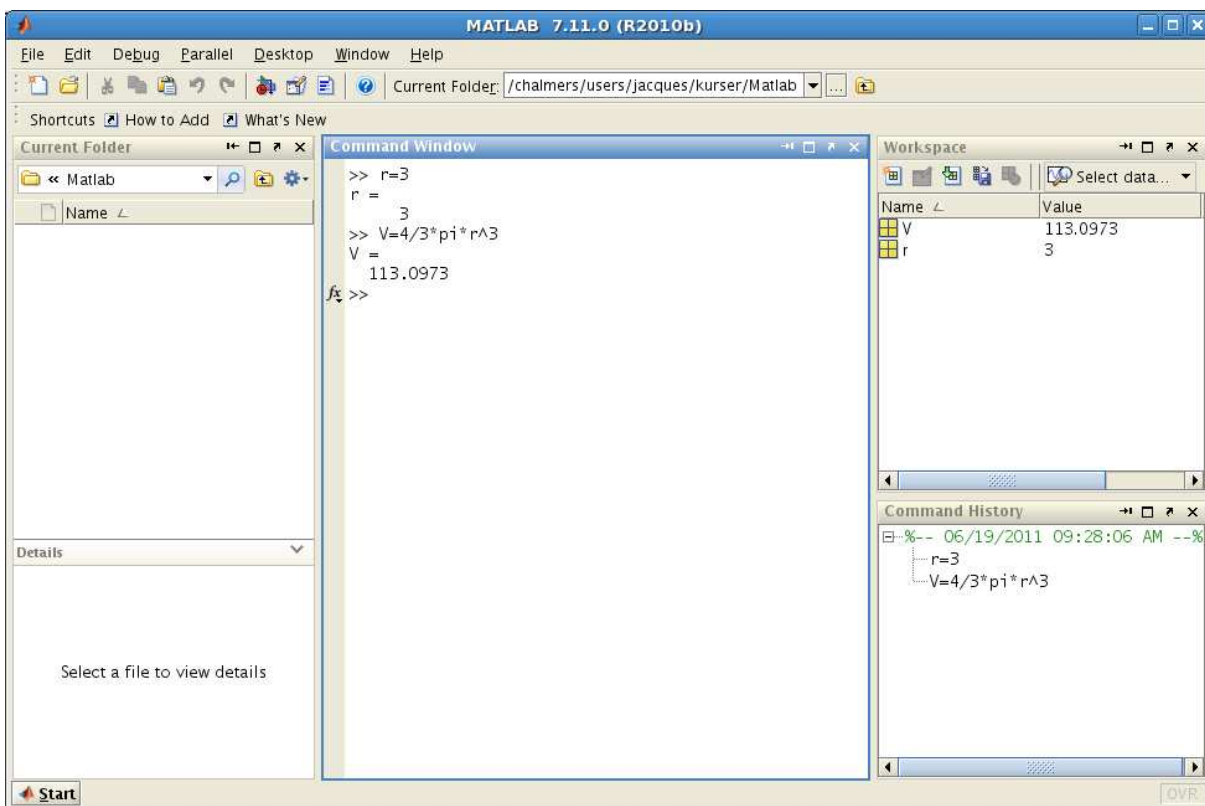 MATLAB 7.11.0 (R2010b)
File Edit Debug Parallel Desktop Window Help
Current Folder: /chalmers/users/jacques/kurser/Matlab ...
Shortcuts How to Add What's New
Current Folder
« Matlab
Name
Details
Select a file to view details
Command Window
>> r=3
r =
3
>> V=4/3*pi*r^3
V =
113.0973
fx >>
Workspace
Select data...
Name Value
V 113.0973
r 3
Command History
%-- 06/19/2011 09:28:06 AM --%
r=3
V=4/3*pi*r^3
Start
OVR